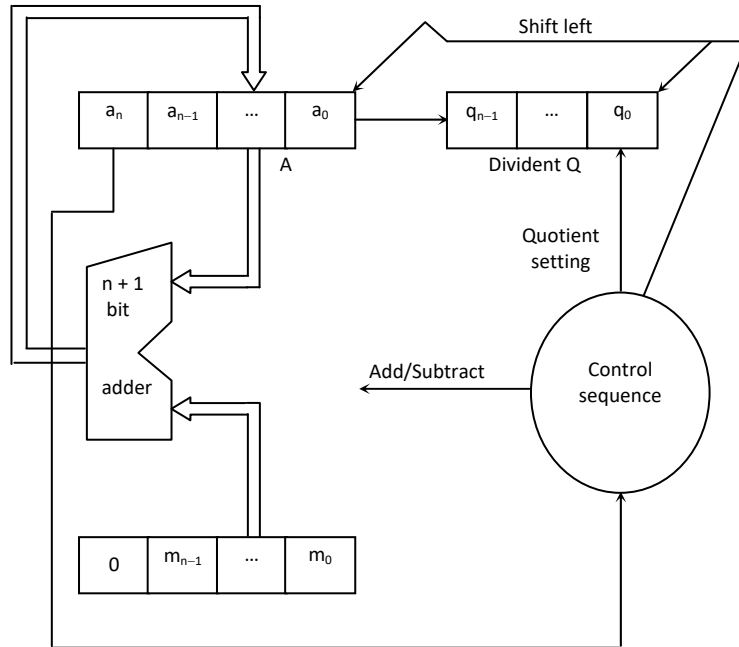 Shift left
aₙ aₙ₋₁ ... a₀
qₙ₋₁ ... q₀
A
Divident Q
Quotient
setting
n + 1
bit
adder
Add/Subtract
Control
sequence
0 mₙ₋₁ ... m₀